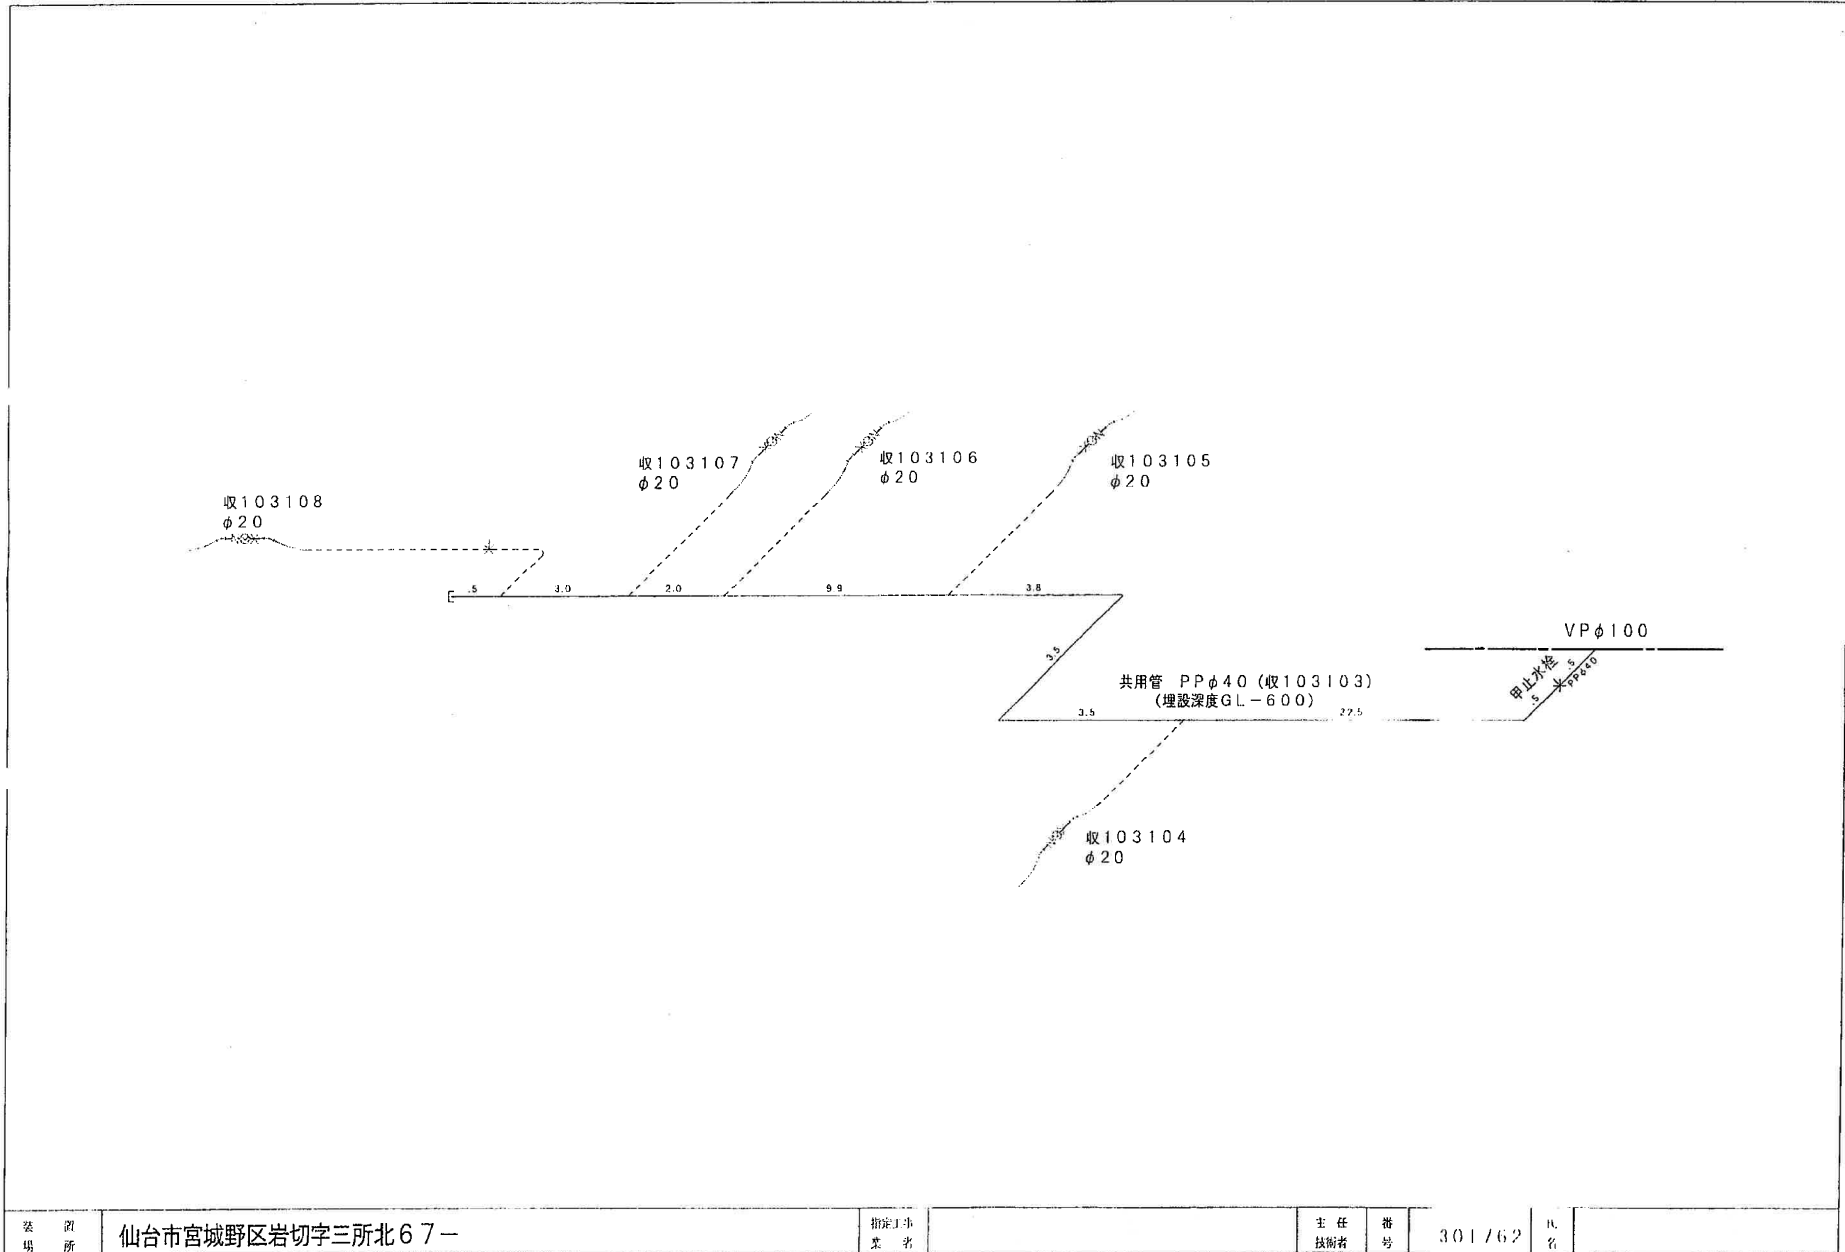 収103107
φ20
収103106
φ20
収103105
φ20
収103108
φ20
.5
3.0
2.0
9.9
3.8
3.5
VPφ100
甲止水栓
.5
PPφ40
.5
共用管 PPφ40(収103103)
(埋設深度GL-600)
3.5
27.5
収103104
φ20
装置
場所
仙台市宮城野区岩切字三所北67-
指定工事
業者
主任
技術者
番
号
301762
氏
名